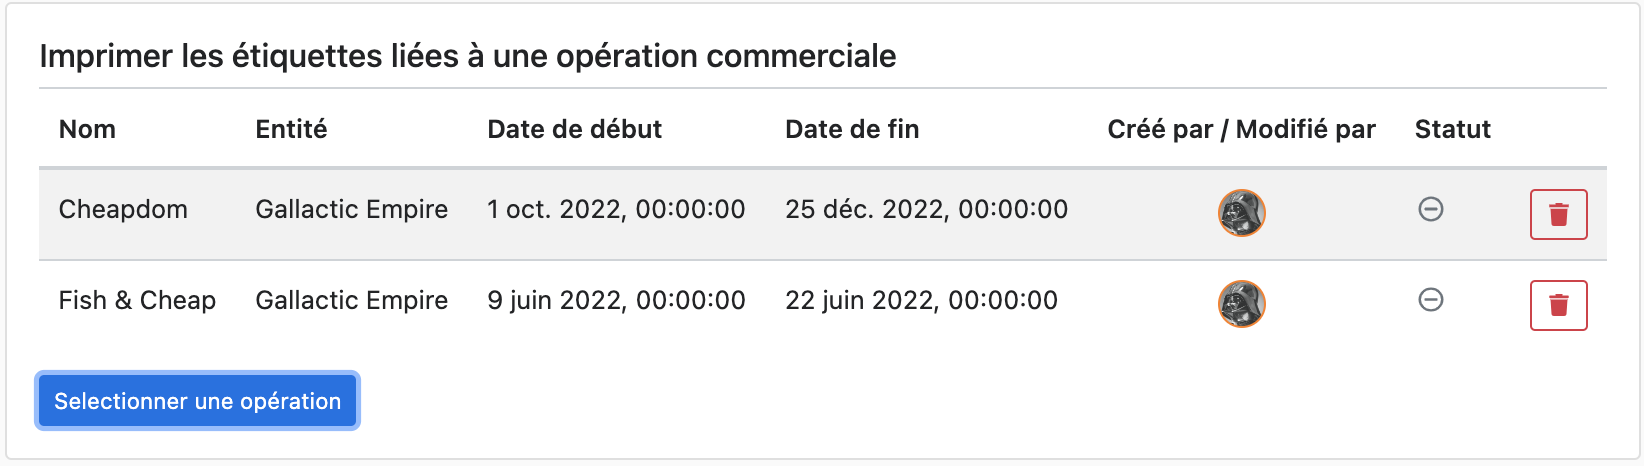 Imprimer les étiquettes liées à une opération commerciale
Nom Entité Date de début Date de fin Créé par / Modifié par Statut
Cheapdom Gallactic Empire 1 oct. 2022, 00:00:00 25 déc. 2022, 00:00:00
Fish & Cheap Gallactic Empire 9 juin 2022, 00:00:00 22 juin 2022, 00:00:00
Selectionner une opération